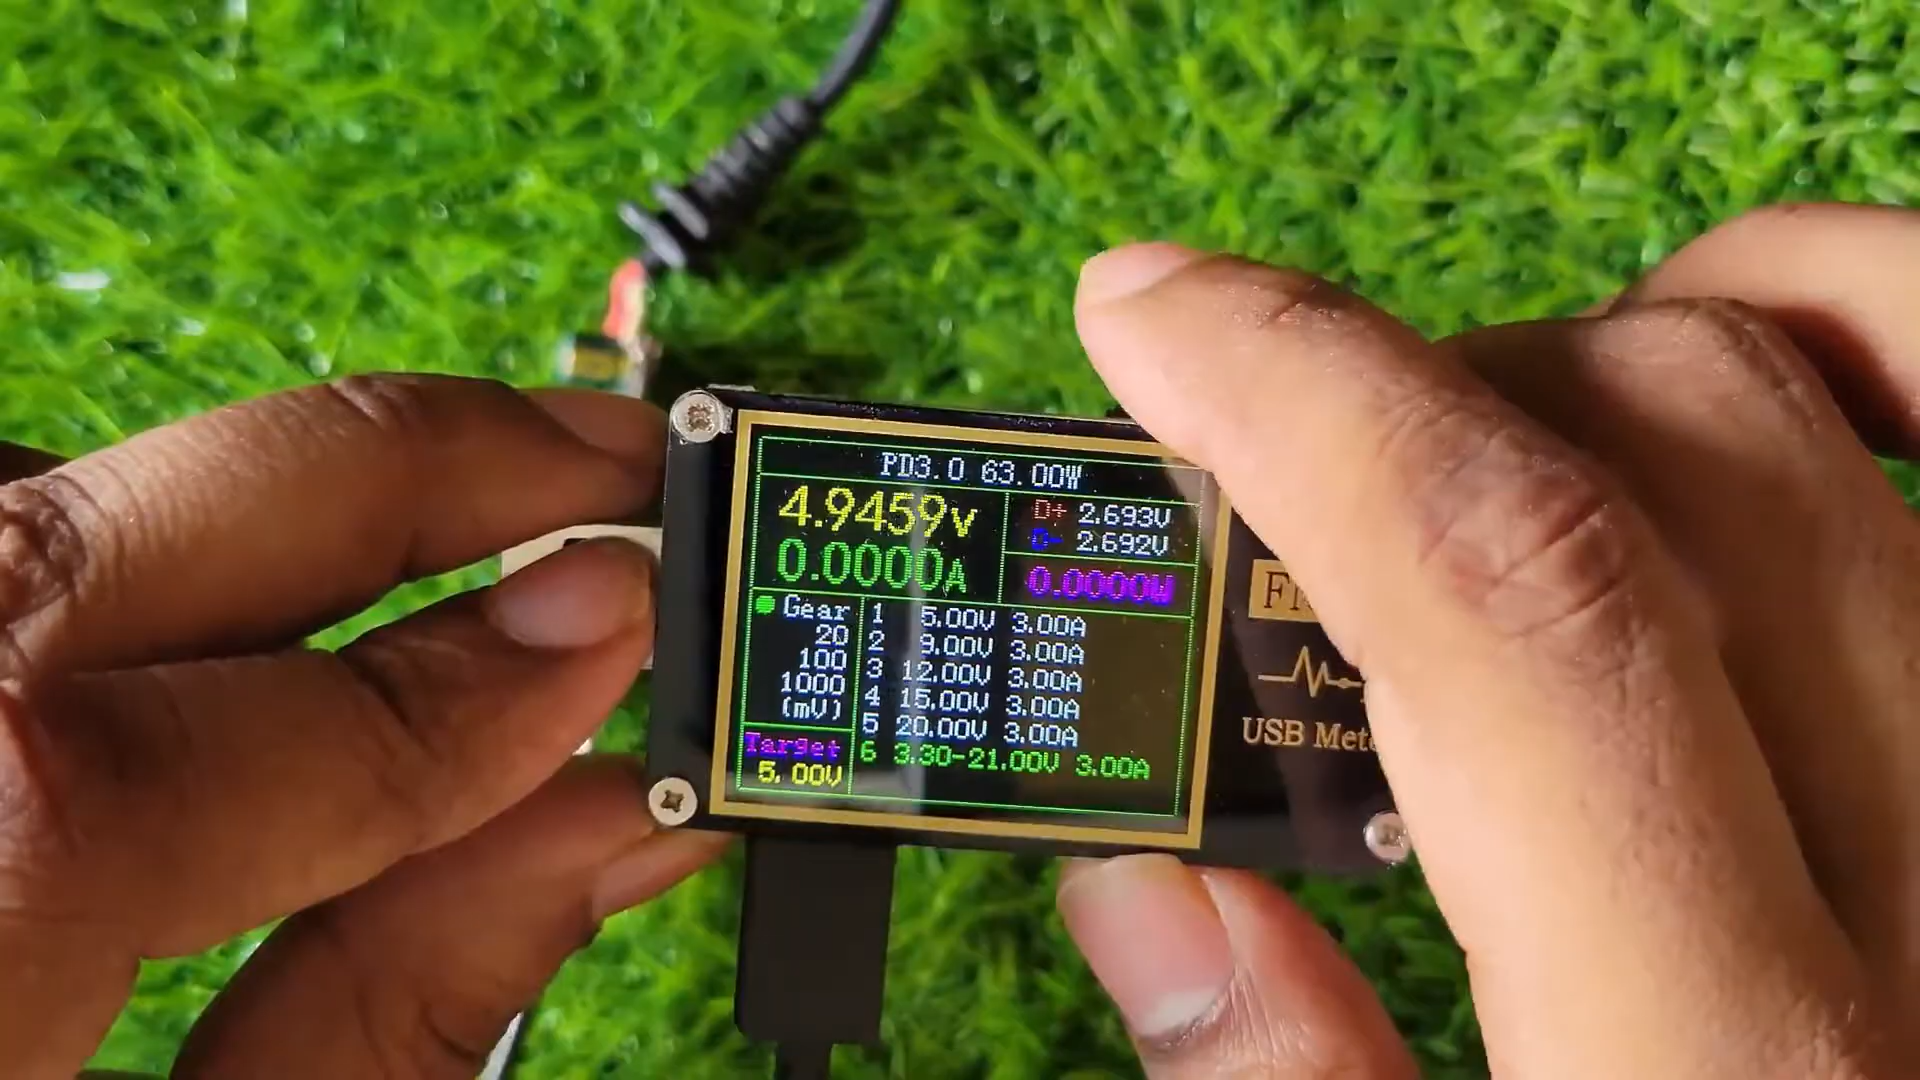 PD3.0 63.00W
4.9459V
0.0000A
D+ 2.693V
D- 2.692V
0.0000W
Gear
20
100
1000
(mV)
Target
5.00V
1 5.00V 3.00A
2 9.00V 3.00A
3 12.00V 3.00A
4 15.00V 3.00A
5 20.00V 3.00A
6 3.30-21.00V 3.00A
USB